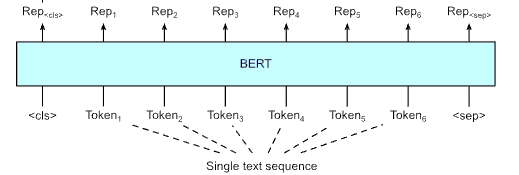 Rep<cls> Rep1 Rep2 Rep3 Rep4 Rep5 Rep6 Rep<sep>
BERT
<cls> Token1 Token2 Token3 Token4 Token5 Token6 <sep>
Single text sequence